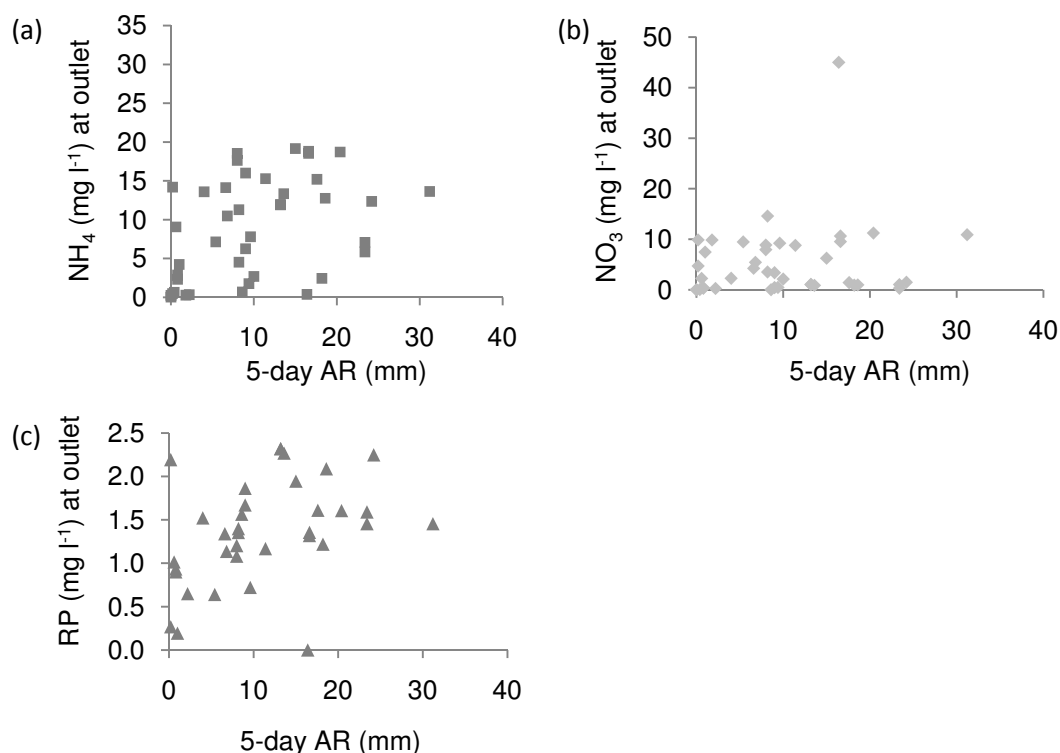 (a)
NH4 (mg l-1) at outlet
35
30
25
20
15
10
5
0
0 10 20 30 40
5-day AR (mm)
(b)
NO3 (mg l-1) at outlet
50
40
30
20
10
0
0 10 20 30 40
5-day AR (mm)
(c)
RP (mg l-1) at outlet
2.5
2.0
1.5
1.0
0.5
0.0
0 10 20 30 40
5-day AR (mm)